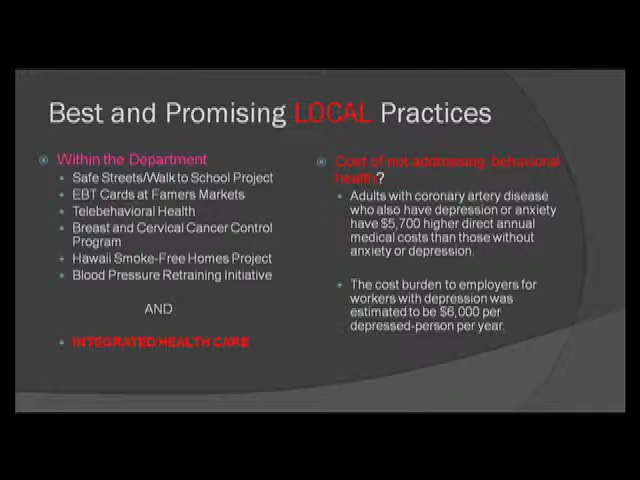 Best and Promising LOCAL Practices
Within the Department
Safe Streets/Walk to School Project
EBT Cards at Famers Markets
Telebehavioral Health
Breast and Cervical Cancer Control
Program
Hawaii Smoke-Free Homes Project
Blood Pressure Retraining Initiative
AND
INTEGRATED HEALTH CARE
Cost of not addressing behavioral
health?
Adults with coronary artery disease
who also have depression or anxiety
have $5,700 higher direct annual
medical costs than those without
anxiety or depression.
The cost burden to employers for
workers with depression was
estimated to be $6,000 per
depressed-person per year.